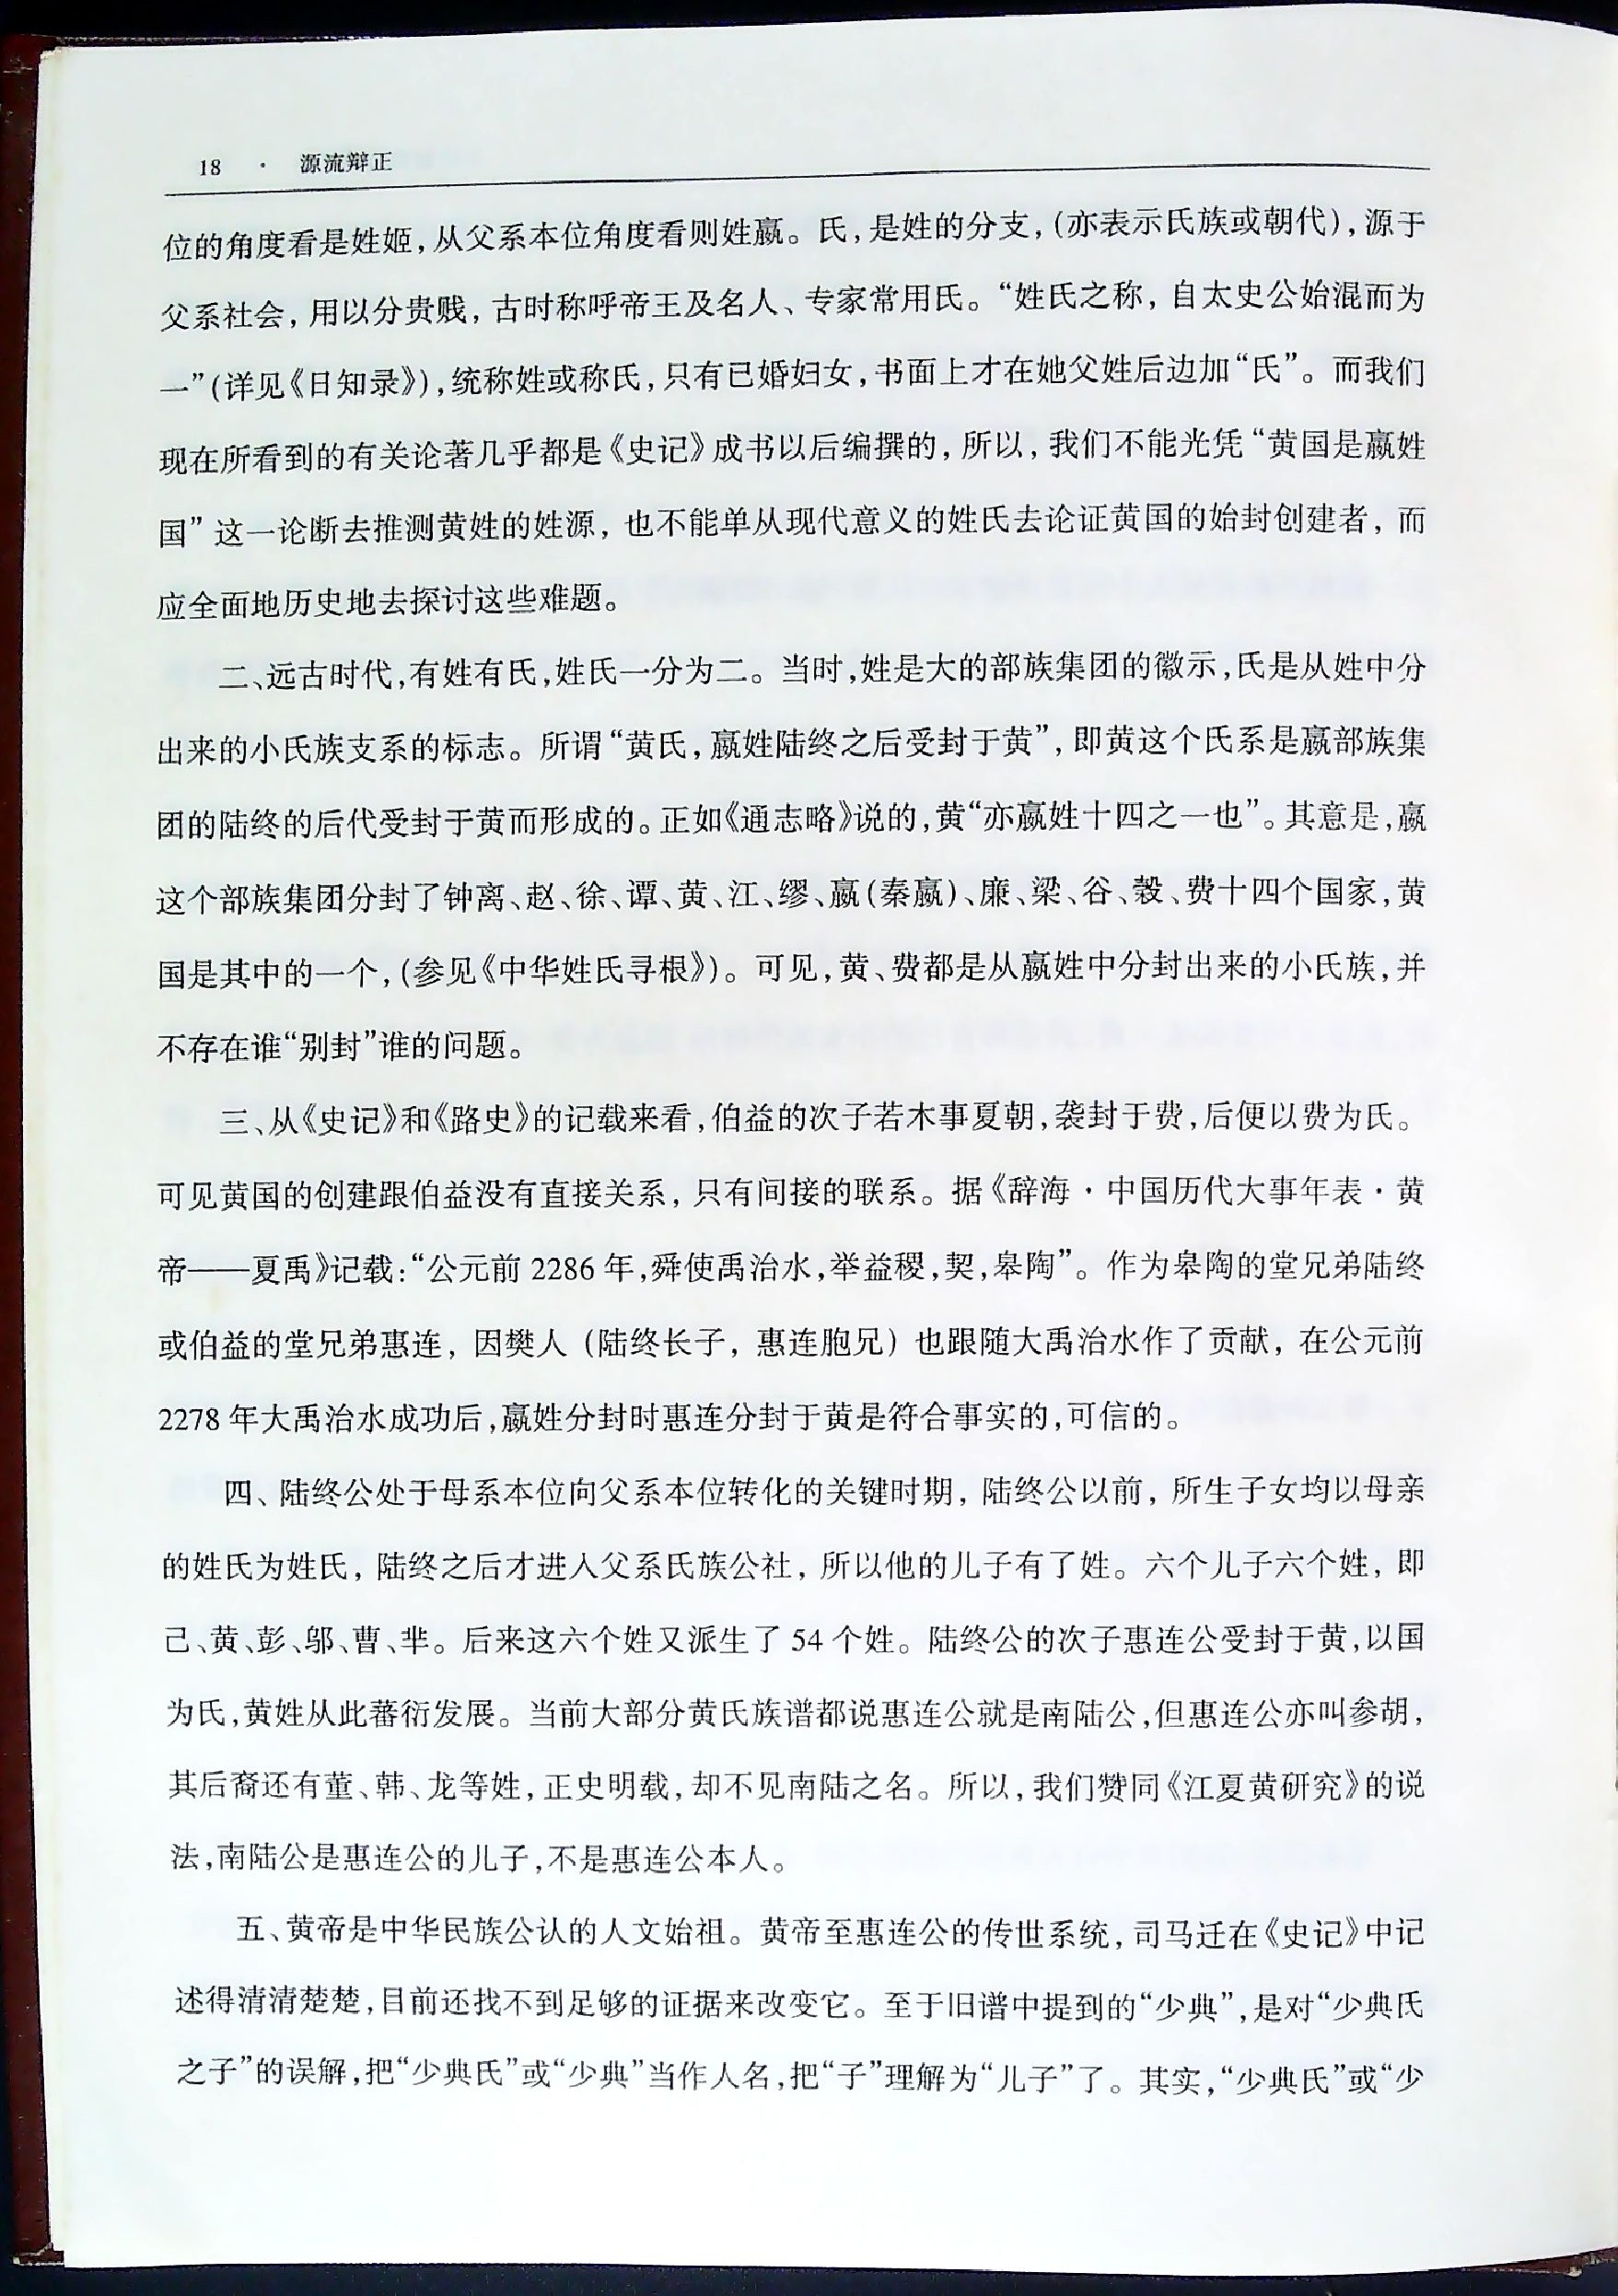 18 · 源流辩正
位的角度看是姓姬，从父系本位角度看则姓嬴。氏，是姓的分支，(亦表示氏族或朝代)，源于
父系社会，用以分贵贱，古时称呼帝王及名人、专家常用氏。“姓氏之称，自太史公始混而为
一”(详见《日知录》)，统称姓或称氏，只有已婚妇女，书面上才在她父姓后边加“氏”。而我们
现在所看到的有关论著几乎都是《史记》成书以后编撰的，所以，我们不能光凭“黄国是嬴姓
国”这一论断去推测黄姓的姓源，也不能单从现代意义的姓氏去论证黄国的始封创建者，而
应全面地历史地去探讨这些难题。
二、远古时代，有姓有氏，姓氏一分为二。当时，姓是大的部族集团的徽示，氏是从姓中分
出来的小氏族支系的标志。所谓“黄氏，嬴姓陆终之后受封于黄”，即黄这个氏系是嬴部族集
团的陆终的后代受封于黄而形成的。正如《通志略》说的，黄“亦嬴姓十四之一也”。其意是，嬴
这个部族集团分封了钟离、赵、徐、谭、黄、江、缪、嬴(秦嬴)、廉、梁、谷、毂、费十四个国家，黄
国是其中的一个，(参见《中华姓氏寻根》)。可见，黄、费都是从嬴姓中分封出来的小氏族，并
不存在谁“别封”谁的问题。
三、从《史记》和《路史》的记载来看，伯益的次子若木事夏朝，袭封于费，后便以费为氏。
可见黄国的创建跟伯益没有直接关系，只有间接的联系。据《辞海·中国历代大事年表·黄
帝——夏禹》记载：“公元前2286年，舜使禹治水，举益稷，契，皋陶”。作为皋陶的堂兄弟陆终
或伯益的堂兄弟惠连，因樊人（陆终长子，惠连胞兄）也跟随大禹治水作了贡献，在公元前
2278年大禹治水成功后，嬴姓分封时惠连分封于黄是符合事实的，可信的。
四、陆终公处于母系本位向父系本位转化的关键时期，陆终公以前，所生子女均以母亲
的姓氏为姓氏，陆终之后才进入父系氏族公社，所以他的儿子有了姓。六个儿子六个姓，即
己、黄、彭、邬、曹、芈。后来这六个姓又派生了54个姓。陆终公的次子惠连公受封于黄，以国
为氏，黄姓从此蕃衍发展。当前大部分黄氏族谱都说惠连公就是南陆公，但惠连公亦叫参胡，
其后裔还有董、韩、龙等姓，正史明载，却不见南陆之名。所以，我们赞同《江夏黄研究》的说
法，南陆公是惠连公的儿子，不是惠连公本人。
五、黄帝是中华民族公认的人文始祖。黄帝至惠连公的传世系统，司马迁在《史记》中记
述得清清楚楚，目前还找不到足够的证据来改变它。至于旧谱中提到的“少典”，是对“少典氏
之子”的误解，把“少典氏”或“少典”当作人名，把“子”理解为“儿子”了。其实，“少典氏”或“少